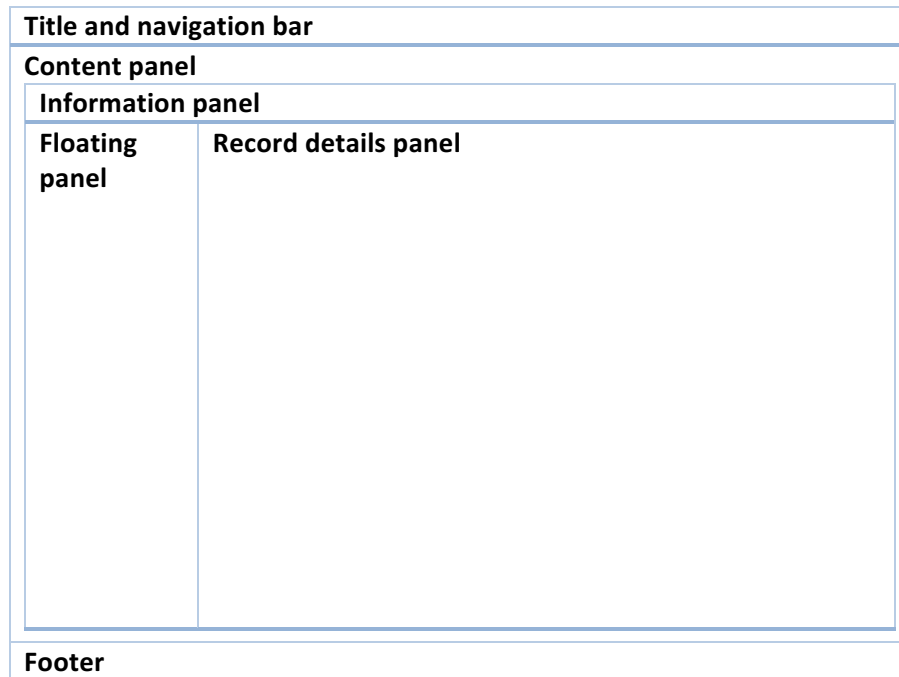 Title and navigation bar
Content panel
Information panel
Floating
panel
Record details panel
Footer